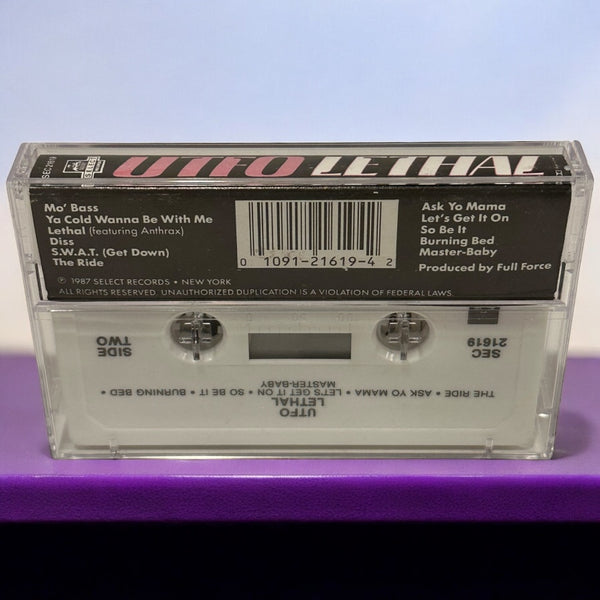 SEC 21619
SELECT
UTFO LETHAL
Mo' Bass
Ya Cold Wanna Be With Me
Lethal (featuring Anthrax)
Diss
S.W.A.T. (Get Down)
The Ride
0 1091-21619-4 2
Ask Yo Mama
Let's Get It On
So Be It
Burning Bed
Master-Baby
Produced by Full Force
℗ 1987 SELECT RECORDS • NEW YORK
ALL RIGHTS RESERVED. UNAUTHORIZED DUPLICATION IS A VIOLATION OF FEDERAL LAWS.
UTFO
LETHAL
THE RIDE • ASK YO MAMA • LET'S GET IT ON • SO BE IT • BURNING BED •
MASTER-BABY
SEC
21619
SIDE
TWO